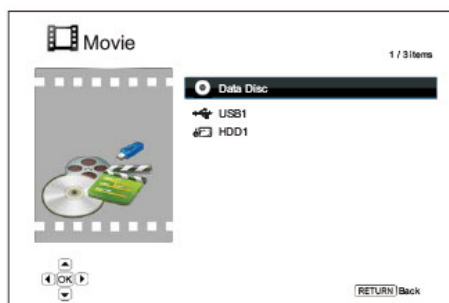 Movie
1 / 3 items
Data Disc
USB1
HDD1
OK
RETURN Back